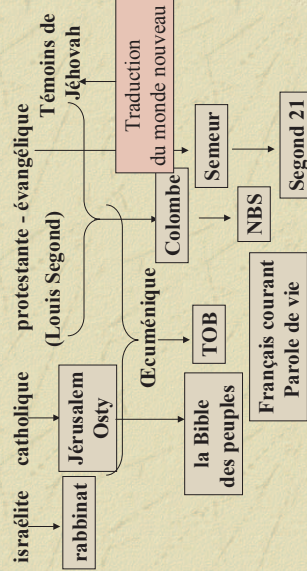 israélite
rabbinat
catholique
Jérusalem
Osty
la Bible
des peuples
protestante - évangélique
(Louis Segond)
Œcuménique
TOB
Français courant
Parole de vie
Colombe
NBS
Semeur
Segond 21
Témoins de
Jéhovah
Traduction
du monde nouveau